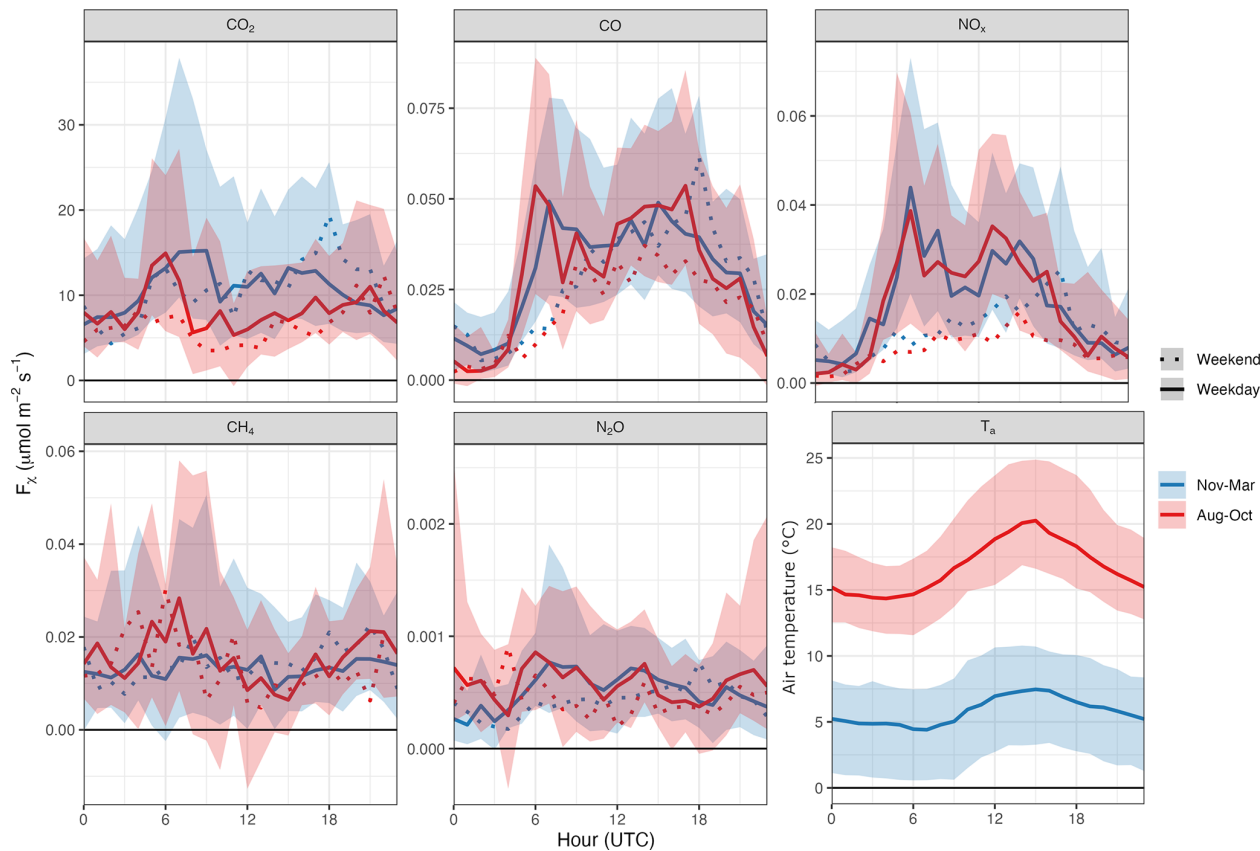 CO₂
CO
NOₓ
30
20
10
0
0.075
0.050
0.025
0.000
0.06
0.04
0.02
0.00
Fᵪ (μmol m⁻² s⁻¹)
Weekend
Weekday
CH₄
N₂O
Tₐ
0.06
0.04
0.02
0.00
0.002
0.001
0.000
Air temperature (°C)
25
20
15
10
5
0
Nov-Mar
Aug-Oct
0 6 12 18
0 6 12 18
0 6 12 18
Hour (UTC)